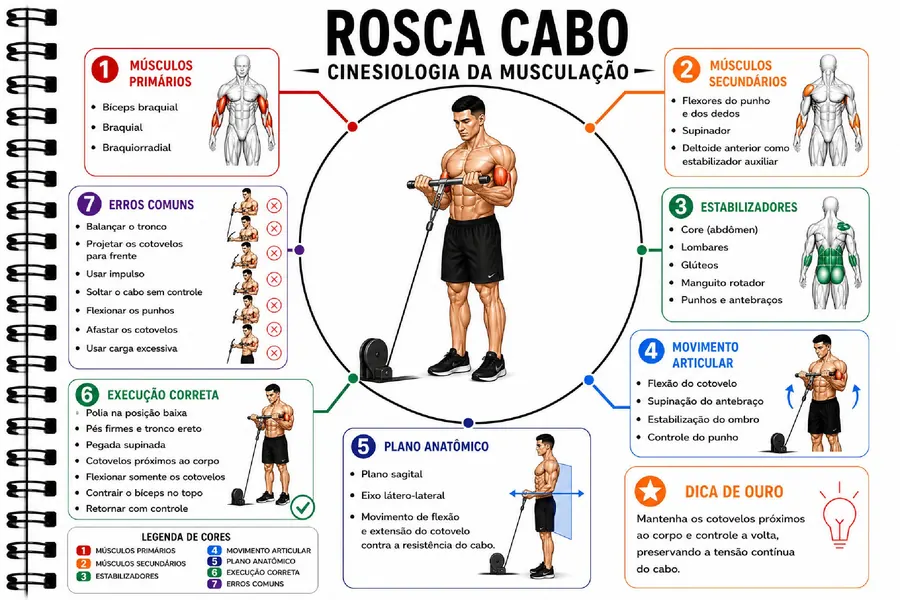 ROSCA CABO
CINESIOLOGIA DA MUSCULAÇÃO
1 MÚSCULOS
PRIMÁRIOS
• Bíceps braquial
• Braquial
• Braquiorradial
2 MÚSCULOS
SECUNDÁRIOS
• Flexores do punho
e dos dedos
• Supinador
• Deltoide anterior como
estabilizador auxiliar
3 ESTABILIZADORES
• Core (abdômen)
• Lombares
• Glúteos
• Manguito rotador
• Punhos e antebraços
4 MOVIMENTO
ARTICULAR
• Flexão do cotovelo
• Supinação do antebraço
• Estabilização do ombro
• Controle do punho
5 PLANO ANATÔMICO
• Plano sagital
• Eixo látero-lateral
• Movimento de flexão
e extensão do cotovelo
contra a resistência do cabo.
6 EXECUÇÃO CORRETA
• Polia na posição baixa
• Pés firmes e tronco ereto
• Pegada supinada
• Cotovelos próximos ao corpo
• Flexionar somente os cotovelos
• Contrair o bíceps no topo
• Retornar com controle
7 ERROS COMUNS
• Balançar o tronco
• Projetar os cotovelos
para frente
• Usar impulso
• Soltar o cabo sem controle
• Flexionar os punhos
• Afastar os cotovelos
• Usar carga excessiva
DICA DE OURO
Mantenha os cotovelos próximos
ao corpo e controle a volta,
preservando a tensão contínua
do cabo.
LEGENDA DE CORES
1 MÚSCULOS PRIMÁRIOS
2 MÚSCULOS SECUNDÁRIOS
3 ESTABILIZADORES
4 MOVIMENTO ARTICULAR
5 PLANO ANATÔMICO
6 EXECUÇÃO CORRETA
7 ERROS COMUNS